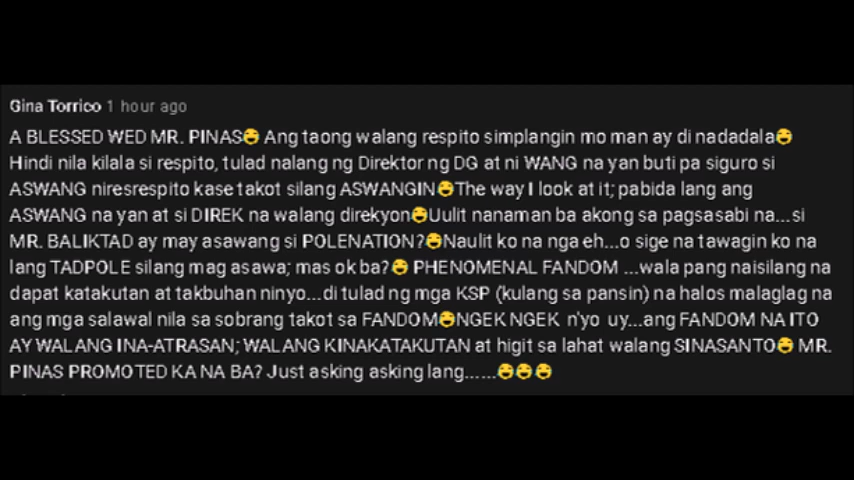 Gina Torrico 1 hour ago
A BLESSED WED MR. PINAS😂 Ang taong walang respito simplangin mo man ay di nadadala😂
Hindi nila kilala si respito, tulad nalang ng Direktor ng DG at ni WANG na yan buti pa siguro si
ASWANG niresrespito kase takot silang ASWANGIN😂The way I look at it; pabida lang ang
ASWANG na yan at si DIREK na walang direkyon😂Uulit nanaman ba akong sa pagsasabi na...si
MR. BALIKTAD ay may asawang si POLENATION?😂Naulit ko na nga eh...o sige na tawagin ko na
lang TADPOLE silang mag asawa; mas ok ba?😂 PHENOMENAL FANDOM ...wala pang naisilang na
dapat katakutan at takbuhan ninyo...di tulad ng mga KSP (kulang sa pansin) na halos malaglag na
ang mga salawal nila sa sobrang takot sa FANDOM😂NGEK NGEK n'yo uy...ang FANDOM NA ITO
AY WALANG INA-ATRASAN; WALANG KINAKATAKUTAN at higit sa lahat walang SINASANTO😂 MR.
PINAS PROMOTED KA NA BA? Just asking asking lang......😂😂😂